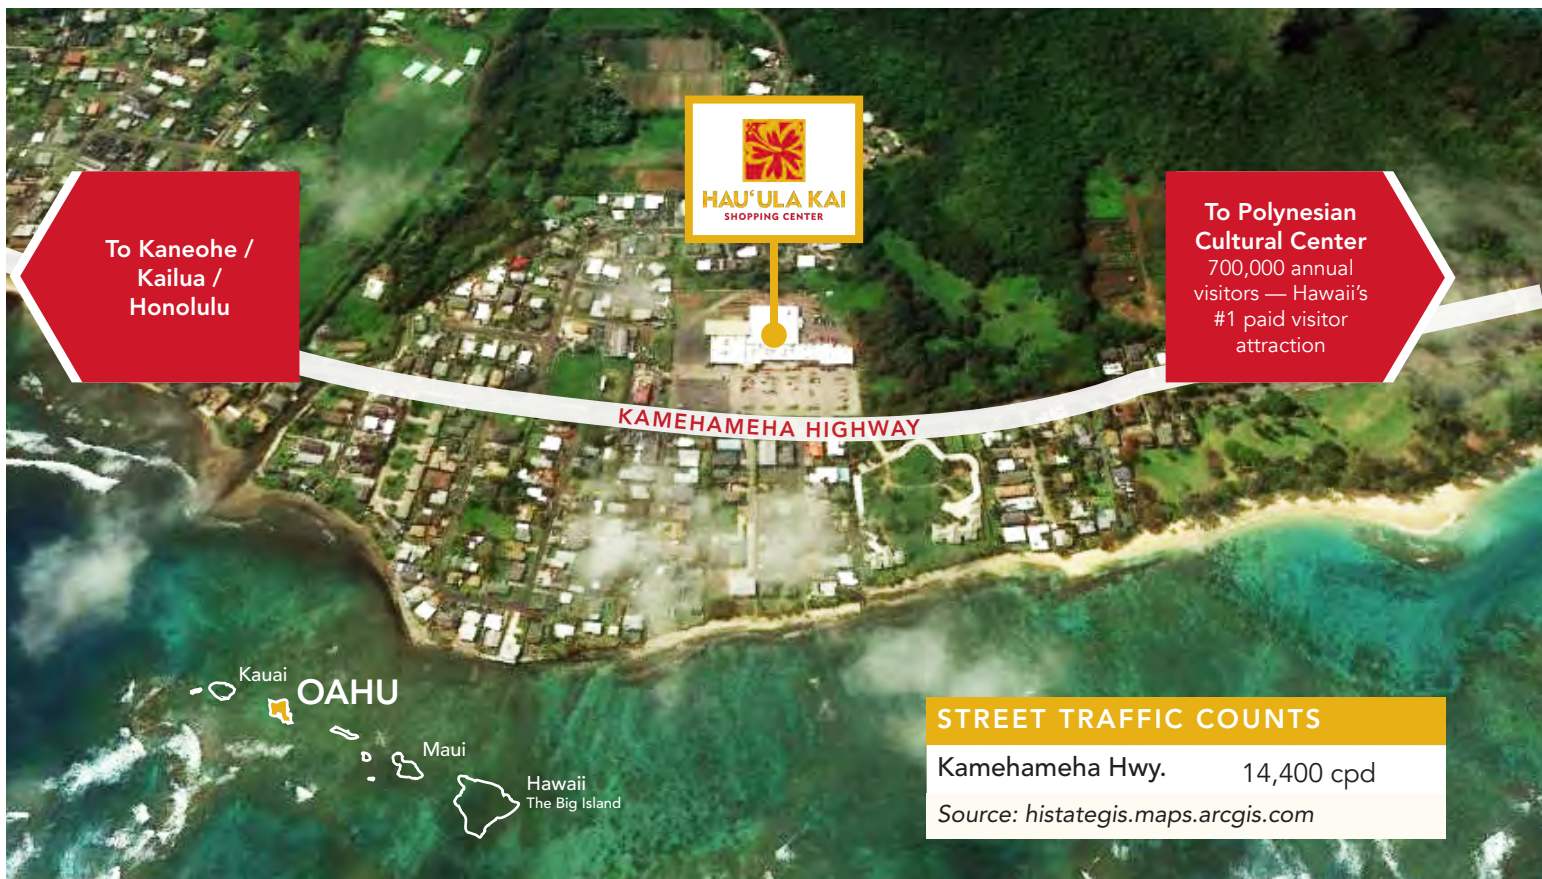 HAU‘ULA KAI
SHOPPING CENTER
To Kaneohe /
Kailua /
Honolulu
To Polynesian
Cultural Center
700,000 annual
visitors — Hawaii’s
#1 paid visitor
attraction
KAMEHAMEHA HIGHWAY
Kauai
OAHU
Maui
Hawaii
The Big Island
STREET TRAFFIC COUNTS
Kamehameha Hwy. 14,400 cpd
Source: histategis.maps.arcgis.com